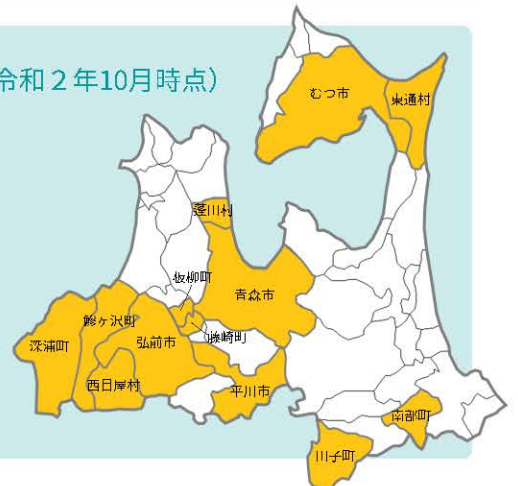 令和2年10月時点）
むつ市
東通村
蓬川村
板柳町
青森市
鰺ヶ沢町
藤崎町
深浦町
弘前市
西目屋村
平川市
南部町
川子町